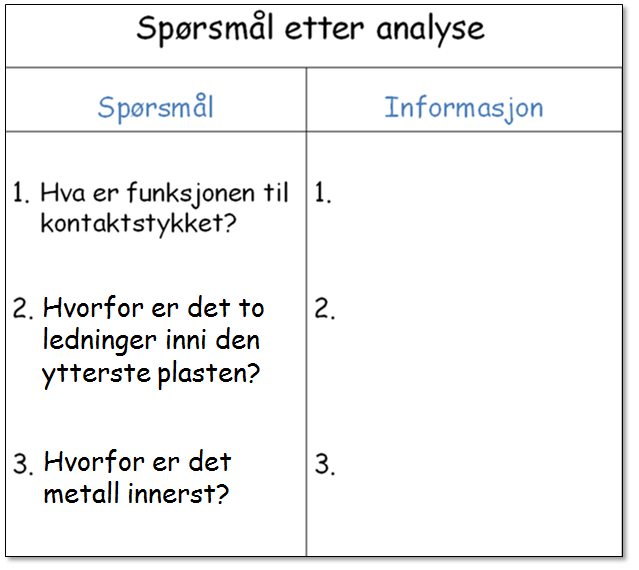 Spørsmål etter analyse
Spørsmål
Informasjon
1. Hva er funksjonen til
kontaktstykket?
1.
2. Hvorfor er det to
ledninger inni den
ytterste plasten?
2.
3. Hvorfor er det
metall innerst?
3.